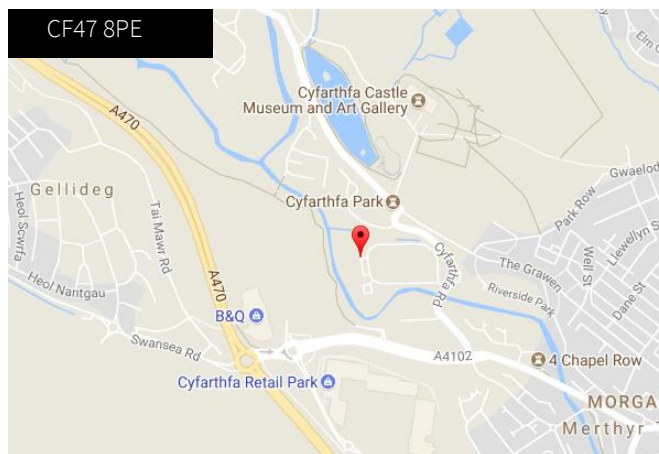 CF47 8PE
Elm G
Cyfarthfa Castle
Museum and Art Gallery
A470
Gwaelod
Gellideg
Cyfarthfa Park
Park Row
Heol Scwrfa
Tai Mawr Rd
Llewellyn S
Well St
The Grawen
Cyfarthfa Rd
A470
Heol Nantgau
Riverside Park
Dane St
B&Q
Swansea Rd
A4102
4 Chapel Row
Cyfarthfa Retail Park
MORGA
Merthyr